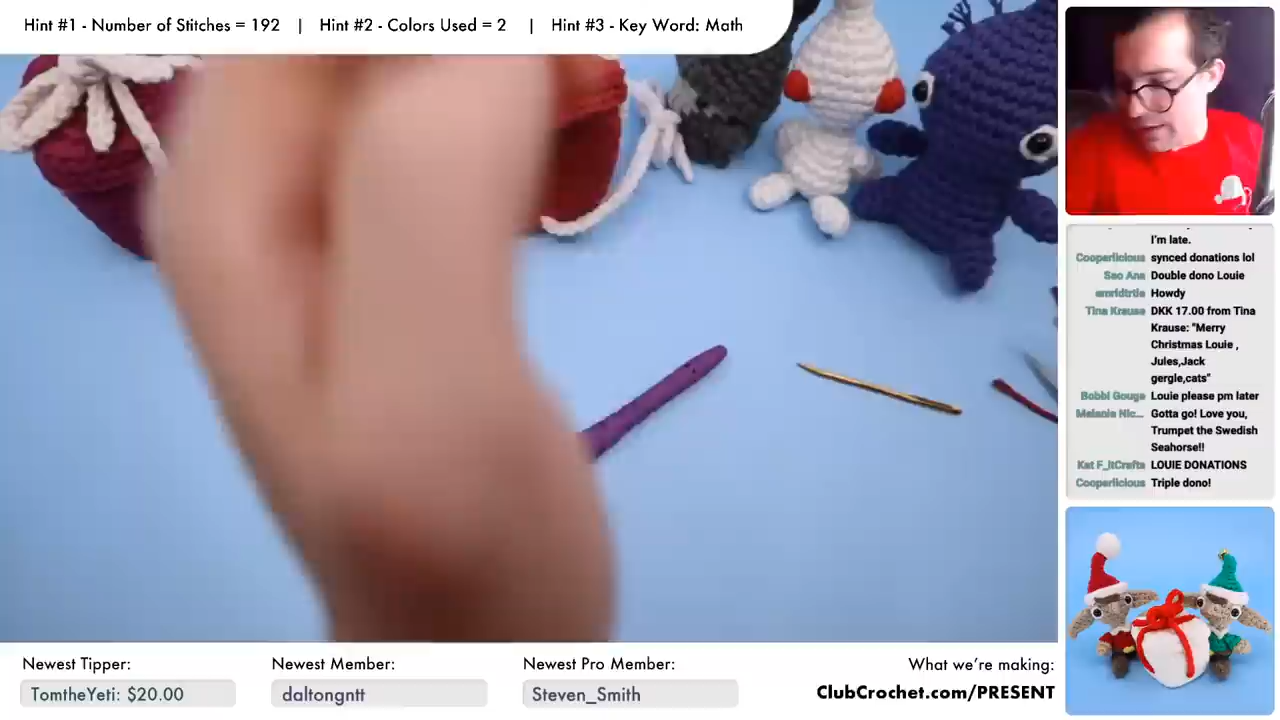 Hint #1 - Number of Stitches = 192 | Hint #2 - Colors Used = 2 | Hint #3 - Key Word: Math
I'm late.
Cooperlicious synced donations lol
Sao Ana Double dono Louie
Howdy
Tina Krause DKK 17.00 from Tina
Krause: "Merry
Christmas Louie ,
Jules,Jack
gergle,cats"
Bobbi Gouge Louie please pm later
Melanie Nic... Gotta go! Love you,
Trumpet the Swedish
Seahorse!!
Kat F_ItCrafts LOUIE DONATIONS
Cooperlicious Triple dono!
Newest Tipper:
TomtheYeti: $20.00
Newest Member:
daltongntt
Newest Pro Member:
Steven_Smith
What we're making:
ClubCrochet.com/PRESENT